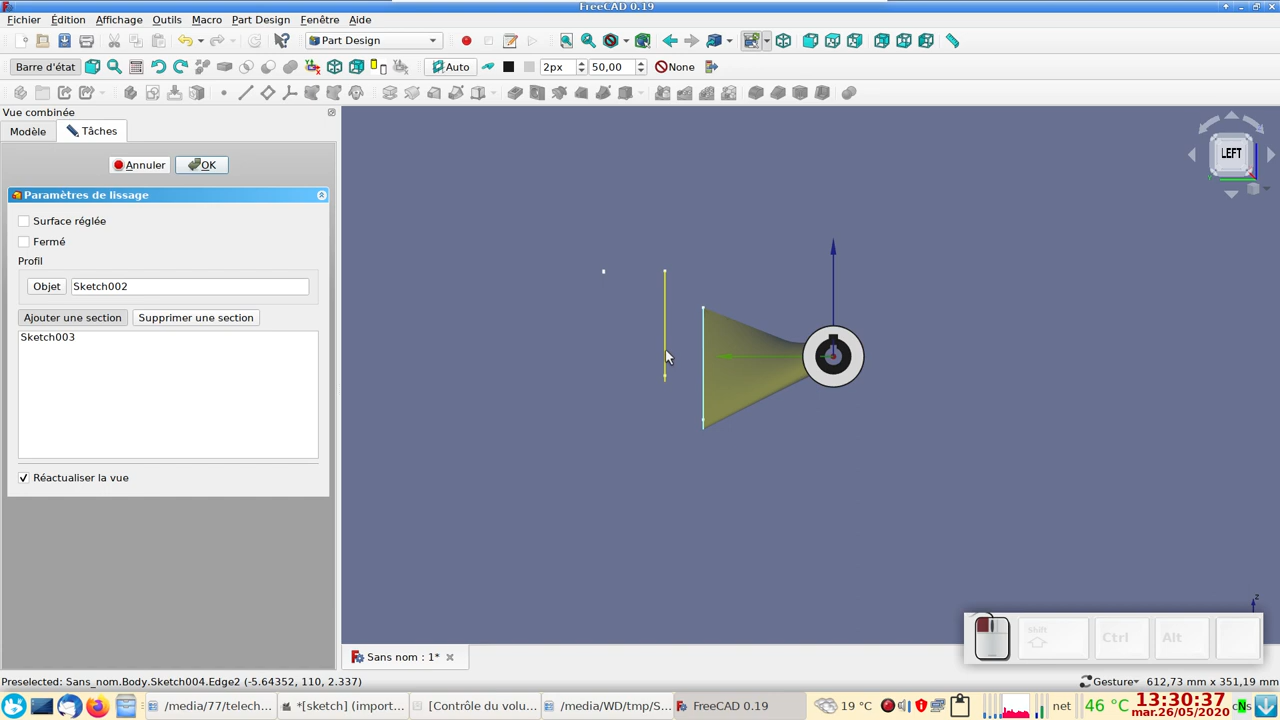 FreeCAD 0.19
Fichier Édition Affichage Outils Macro Part Design Fenêtre Aide
Part Design
Barre d'état Auto 2px 50,00 None
Vue combinée
Modèle Tâches
Annuler OK
Paramètres de lissage
Surface réglée
Fermé
Profil
Objet Sketch002
Ajouter une section Supprimer une section
Sketch003
Réactualiser la vue
LEFT
Y
z
Shift Ctrl Alt
Sans nom : 1*
Preselected: Sans_nom.Body.Sketch004.Edge2 (-5.64352, 110, 2.337) Gesture 612,73 mm x 351,19 mm
/media/77/telech... *[sketch] (import... [Contrôle du volu... /media/WD/tmp/S... FreeCAD 0.19 19 °C net 46 °C 13:30:37
mar.26/05/2020